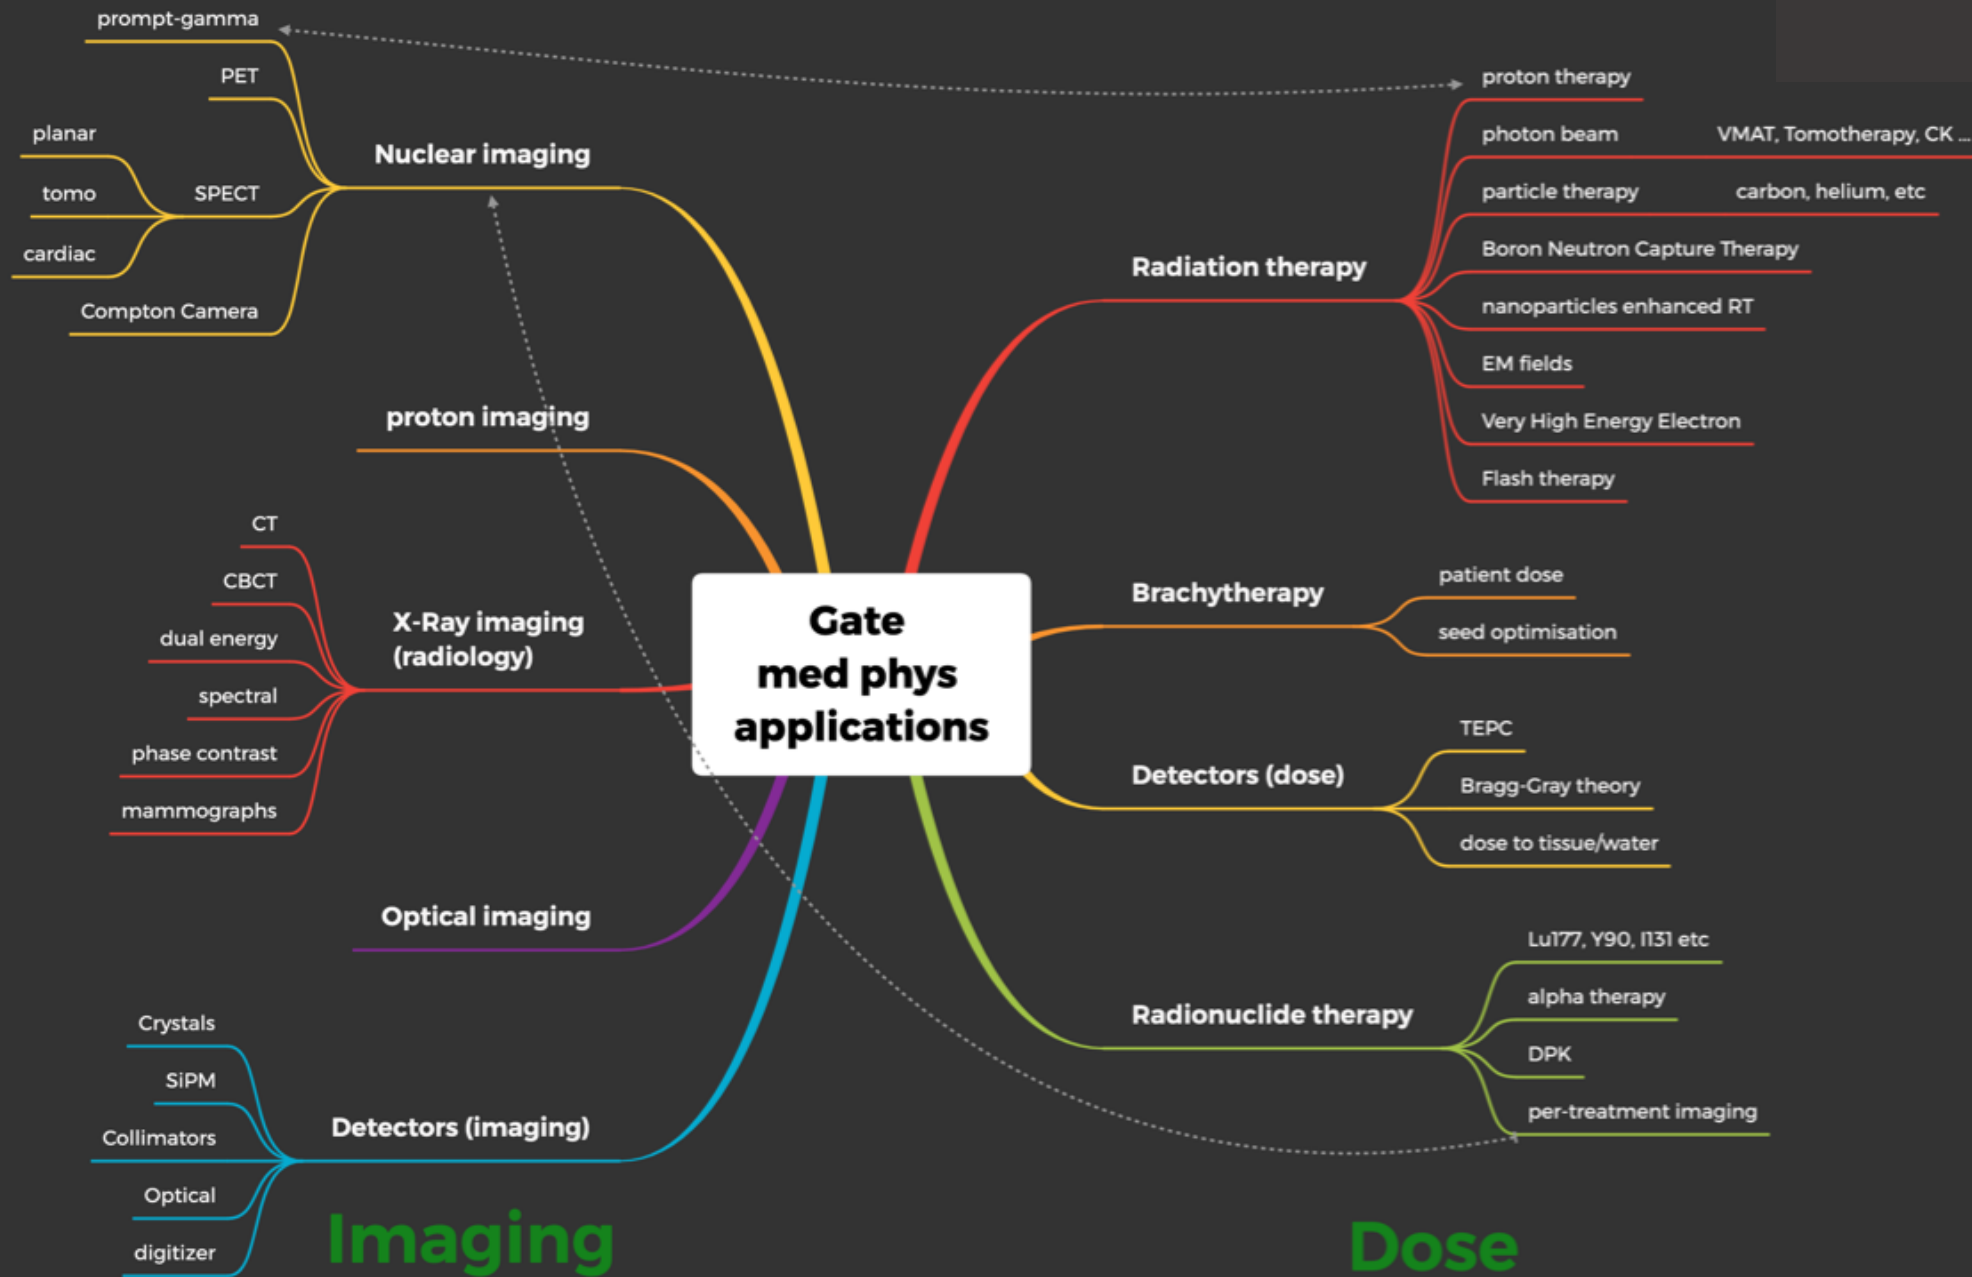 prompt-gamma
PET
planar
tomo
SPECT
cardiac
Compton Camera
Nuclear imaging
proton imaging
CT
CBCT
dual energy
spectral
phase contrast
mammographs
X-Ray imaging
(radiology)
Optical imaging
Crystals
SiPM
Collimators
Optical
digitizer
Detectors (imaging)
Imaging
Gate
med phys
applications
Radiation therapy
proton therapy
photon beam VMAT, Tomotherapy, CK ...
particle therapy carbon, helium, etc
Boron Neutron Capture Therapy
nanoparticles enhanced RT
EM fields
Very High Energy Electron
Flash therapy
Brachytherapy
patient dose
seed optimisation
Detectors (dose)
TEPC
Bragg-Gray theory
dose to tissue/water
Radionuclide therapy
Lu177, Y90, I131 etc
alpha therapy
DPK
per-treatment imaging
Dose